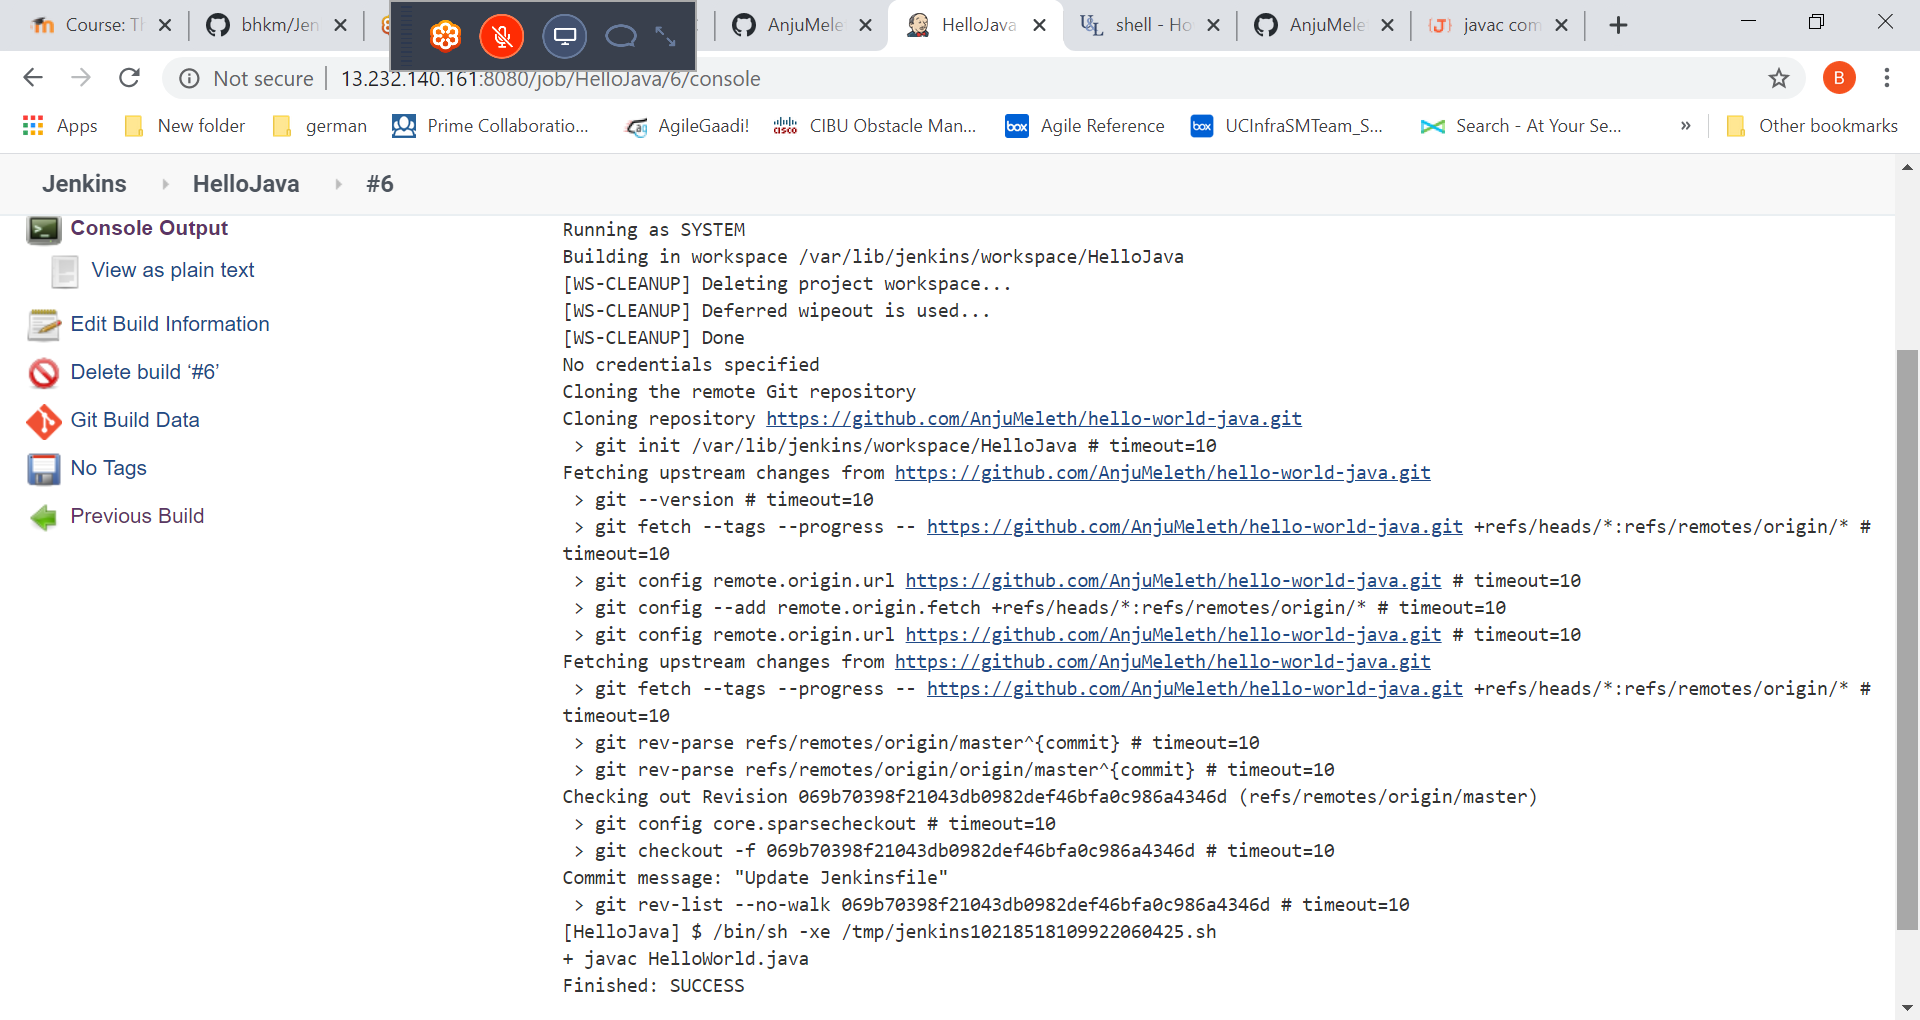 Course: Th
bhkm/Jen
AnjuMele
HelloJava
shell - Ho
AnjuMele
javac com
Not secure
13.232.140.161:8080/job/HelloJava/6/console
B
Apps
New folder
german
Prime Collaboratio...
AgileGaadi!
CIBU Obstacle Man...
Agile Reference
UCInfraSMTeam_S...
Search - At Your Se...
»
Other bookmarks
Jenkins
HelloJava
#6
Console Output
View as plain text
Edit Build Information
Delete build ‘#6’
Git Build Data
No Tags
Previous Build
Running as SYSTEM
Building in workspace /var/lib/jenkins/workspace/HelloJava
[WS-CLEANUP] Deleting project workspace...
[WS-CLEANUP] Deferred wipeout is used...
[WS-CLEANUP] Done
No credentials specified
Cloning the remote Git repository
Cloning repository https://github.com/AnjuMeleth/hello-world-java.git
> git init /var/lib/jenkins/workspace/HelloJava # timeout=10
Fetching upstream changes from https://github.com/AnjuMeleth/hello-world-java.git
> git --version # timeout=10
> git fetch --tags --progress -- https://github.com/AnjuMeleth/hello-world-java.git +refs/heads/*:refs/remotes/origin/* #
timeout=10
> git config remote.origin.url https://github.com/AnjuMeleth/hello-world-java.git # timeout=10
> git config --add remote.origin.fetch +refs/heads/*:refs/remotes/origin/* # timeout=10
> git config remote.origin.url https://github.com/AnjuMeleth/hello-world-java.git # timeout=10
Fetching upstream changes from https://github.com/AnjuMeleth/hello-world-java.git
> git fetch --tags --progress -- https://github.com/AnjuMeleth/hello-world-java.git +refs/heads/*:refs/remotes/origin/* #
timeout=10
> git rev-parse refs/remotes/origin/master^{commit} # timeout=10
> git rev-parse refs/remotes/origin/origin/master^{commit} # timeout=10
Checking out Revision 069b70398f21043db0982def46bfa0c986a4346d (refs/remotes/origin/master)
> git config core.sparsecheckout # timeout=10
> git checkout -f 069b70398f21043db0982def46bfa0c986a4346d # timeout=10
Commit message: "Update Jenkinsfile"
> git rev-list --no-walk 069b70398f21043db0982def46bfa0c986a4346d # timeout=10
[HelloJava] $ /bin/sh -xe /tmp/jenkins10218518109922060425.sh
+ javac HelloWorld.java
Finished: SUCCESS